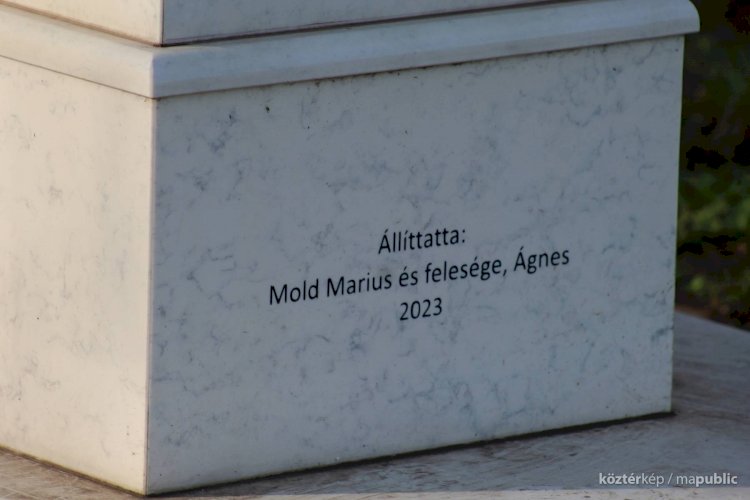 Állíttatta:
Mold Marius és felesége, Ágnes
2023
köztérkép / mapublic